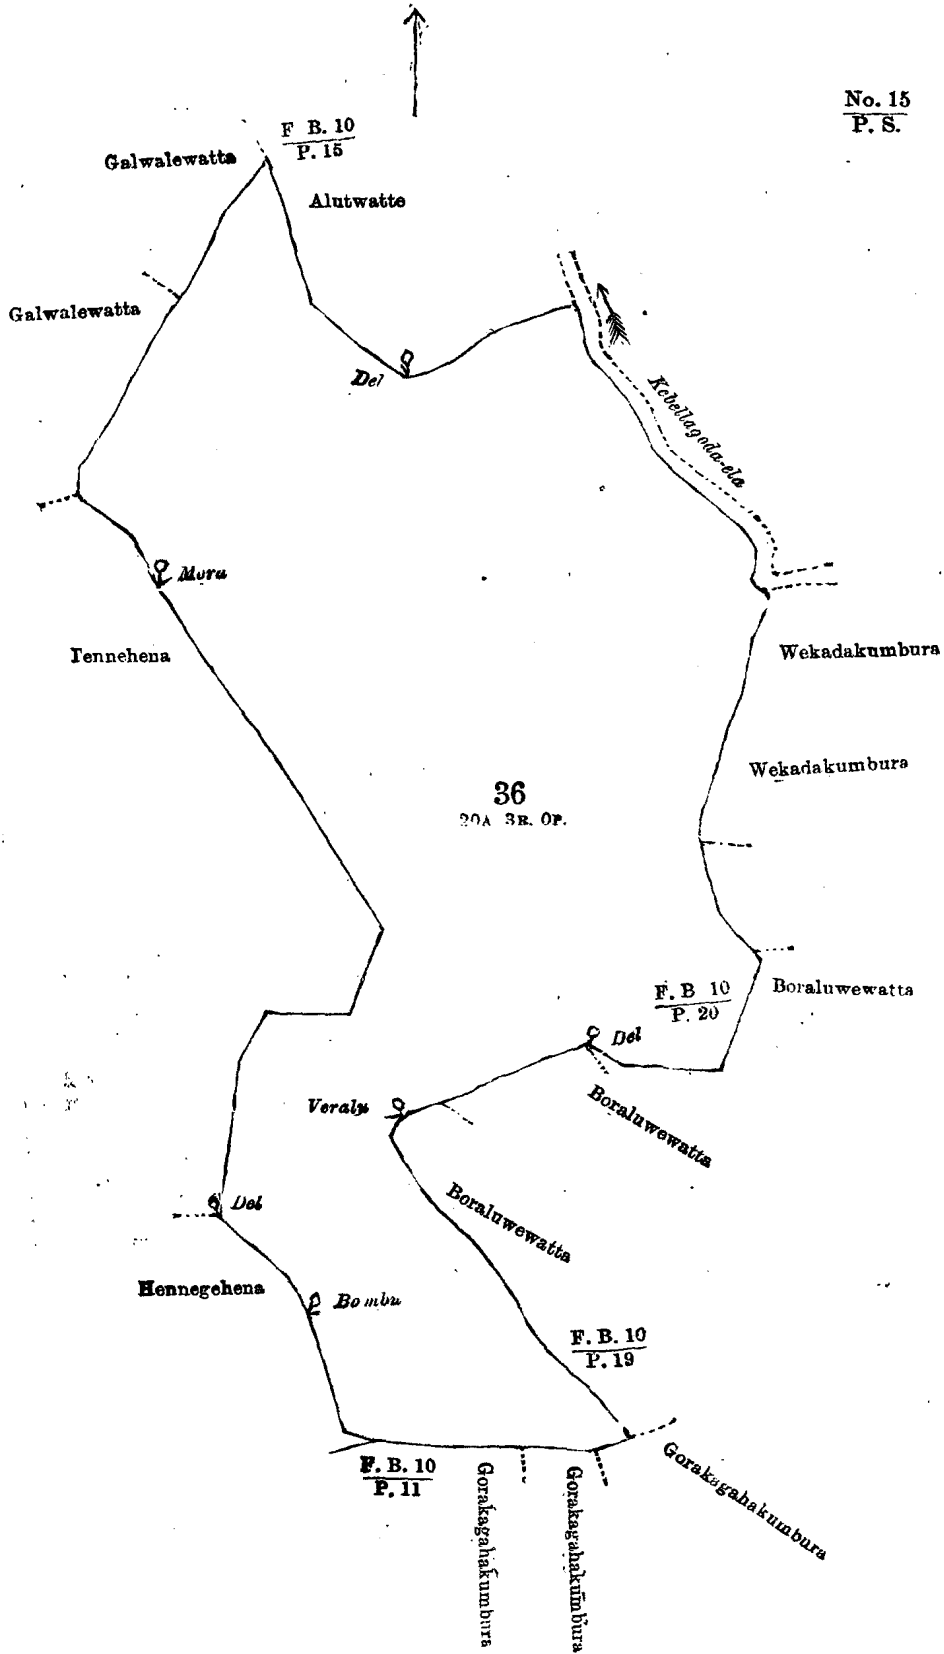 No. 15
P. S.
F B. 10
P. 15
Galwalewatta
Alutwatte
Galwalewatta
Del
Kebellagoda-ela
Mora
Tennehena
Wekadakumbura
Wekadakumbura
36
20A 3R. 0P.
F. B 10
P. 20
Boraluwewatta
Del
Boraluwewatta
Veralu
Del
Boraluwewatta
Hennegehena
Bombu
F. B. 10
P. 19
F. B. 10
P. 11
Gorakagahakumbura
Gorakagahakumbura
Gorakagahakumbura